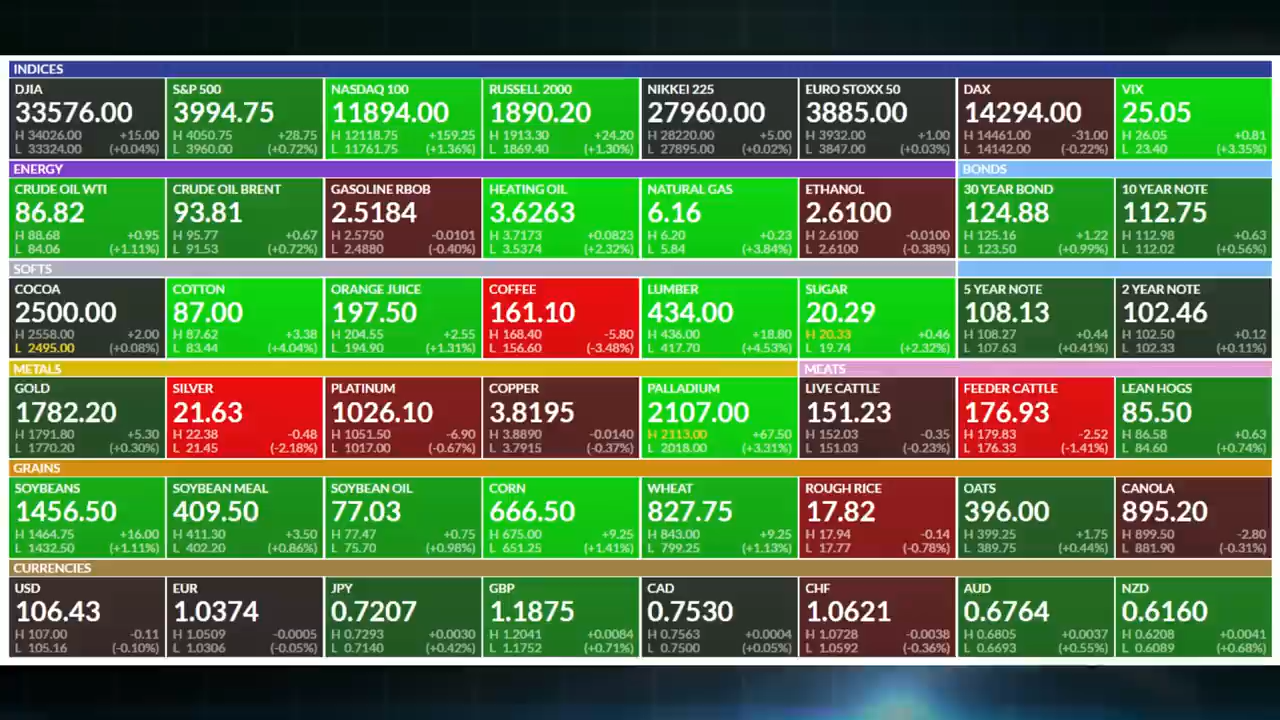 INDICES
DJIA S&P 500 NASDAQ 100 RUSSELL 2000 NIKKEI 225 EURO STOXX 50 DAX VIX
33576.00 3994.75 11894.00 1890.20 27960.00 3885.00 14294.00 25.05
H 34026.00 +15.00 H 4050.75 +28.75 H 12118.75 +159.25 H 1913.30 +24.20 H 28220.00 +5.00 H 3932.00 +1.00 H 14461.00 -31.00 H 26.05 +0.81
L 33324.00 (+0.04%) L 3960.00 (+0.72%) L 11761.75 (+1.36%) L 1869.40 (+1.30%) L 27895.00 (+0.02%) L 3847.00 (+0.03%) L 14142.00 (-0.22%) L 23.40 (+3.35%)
ENERGY BONDS
CRUDE OIL WTI CRUDE OIL BRENT GASOLINE RBOB HEATING OIL NATURAL GAS ETHANOL 30 YEAR BOND 10 YEAR NOTE
86.82 93.81 2.5184 3.6263 6.16 2.6100 124.88 112.75
H 88.68 +0.95 H 95.77 +0.67 H 2.5750 -0.0101 H 3.7173 +0.0823 H 6.20 +0.23 H 2.6100 -0.0100 H 125.16 +1.22 H 112.98 +0.63
L 84.06 (+1.11%) L 91.53 (+0.72%) L 2.4880 (-0.40%) L 3.5374 (+2.32%) L 5.84 (+3.84%) L 2.6100 (-0.38%) L 123.50 (+0.99%) L 112.02 (+0.56%)
SOFTS
COCOA COTTON ORANGE JUICE COFFEE LUMBER SUGAR 5 YEAR NOTE 2 YEAR NOTE
2500.00 87.00 197.50 161.10 434.00 20.29 108.13 102.46
H 2558.00 +2.00 H 87.62 +3.38 H 204.55 +2.55 H 168.40 -5.80 H 436.00 +18.80 H 20.33 +0.46 H 108.27 +0.44 H 102.50 +0.12
L 2495.00 (+0.08%) L 83.44 (+4.04%) L 194.90 (+1.31%) L 156.60 (-3.48%) L 417.70 (+4.53%) L 19.74 (+2.32%) L 107.63 (+0.41%) L 102.33 (+0.11%)
METALS MEATS
GOLD SILVER PLATINUM COPPER PALLADIUM LIVE CATTLE FEEDER CATTLE LEAN HOGS
1782.20 21.63 1026.10 3.8195 2107.00 151.23 176.93 85.50
H 1791.80 +5.30 H 22.38 -0.48 H 1051.50 -6.90 H 3.8890 -0.0140 H 2113.00 +67.50 H 152.03 -0.35 H 179.83 -2.52 H 86.58 +0.63
L 1770.20 (+0.30%) L 21.45 (-2.18%) L 1017.00 (-0.67%) L 3.7915 (-0.37%) L 2018.00 (+3.31%) L 151.03 (-0.23%) L 176.33 (-1.41%) L 84.60 (+0.74%)
GRAINS
SOYBEANS SOYBEAN MEAL SOYBEAN OIL CORN WHEAT ROUGH RICE OATS CANOLA
1456.50 409.50 77.03 666.50 827.75 17.82 396.00 895.20
H 1464.75 +16.00 H 411.30 +3.50 H 77.47 +0.75 H 675.00 +9.25 H 843.00 +9.25 H 17.94 -0.14 H 399.25 +1.75 H 899.50 -2.80
L 1432.50 (+1.11%) L 402.20 (+0.86%) L 75.70 (+0.98%) L 651.25 (+1.41%) L 799.25 (+1.13%) L 17.77 (-0.78%) L 389.75 (+0.44%) L 881.90 (-0.31%)
CURRENCIES
USD EUR JPY GBP CAD CHF AUD NZD
106.43 1.0374 0.7207 1.1875 0.7530 1.0621 0.6764 0.6160
H 107.00 -0.11 H 1.0509 -0.0005 H 0.7293 +0.0030 H 1.2041 +0.0084 H 0.7563 +0.0004 H 1.0728 -0.0038 H 0.6805 +0.0037 H 0.6208 +0.0041
L 105.16 (-0.10%) L 1.0306 (-0.05%) L 0.7140 (+0.42%) L 1.1752 (+0.71%) L 0.7500 (+0.05%) L 1.0592 (-0.36%) L 0.6693 (+0.55%) L 0.6089 (+0.68%)